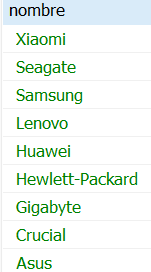 nombre
Xiaomi
Seagate
Samsung
Lenovo
Huawei
Hewlett-Packard
Gigabyte
Crucial
Asus